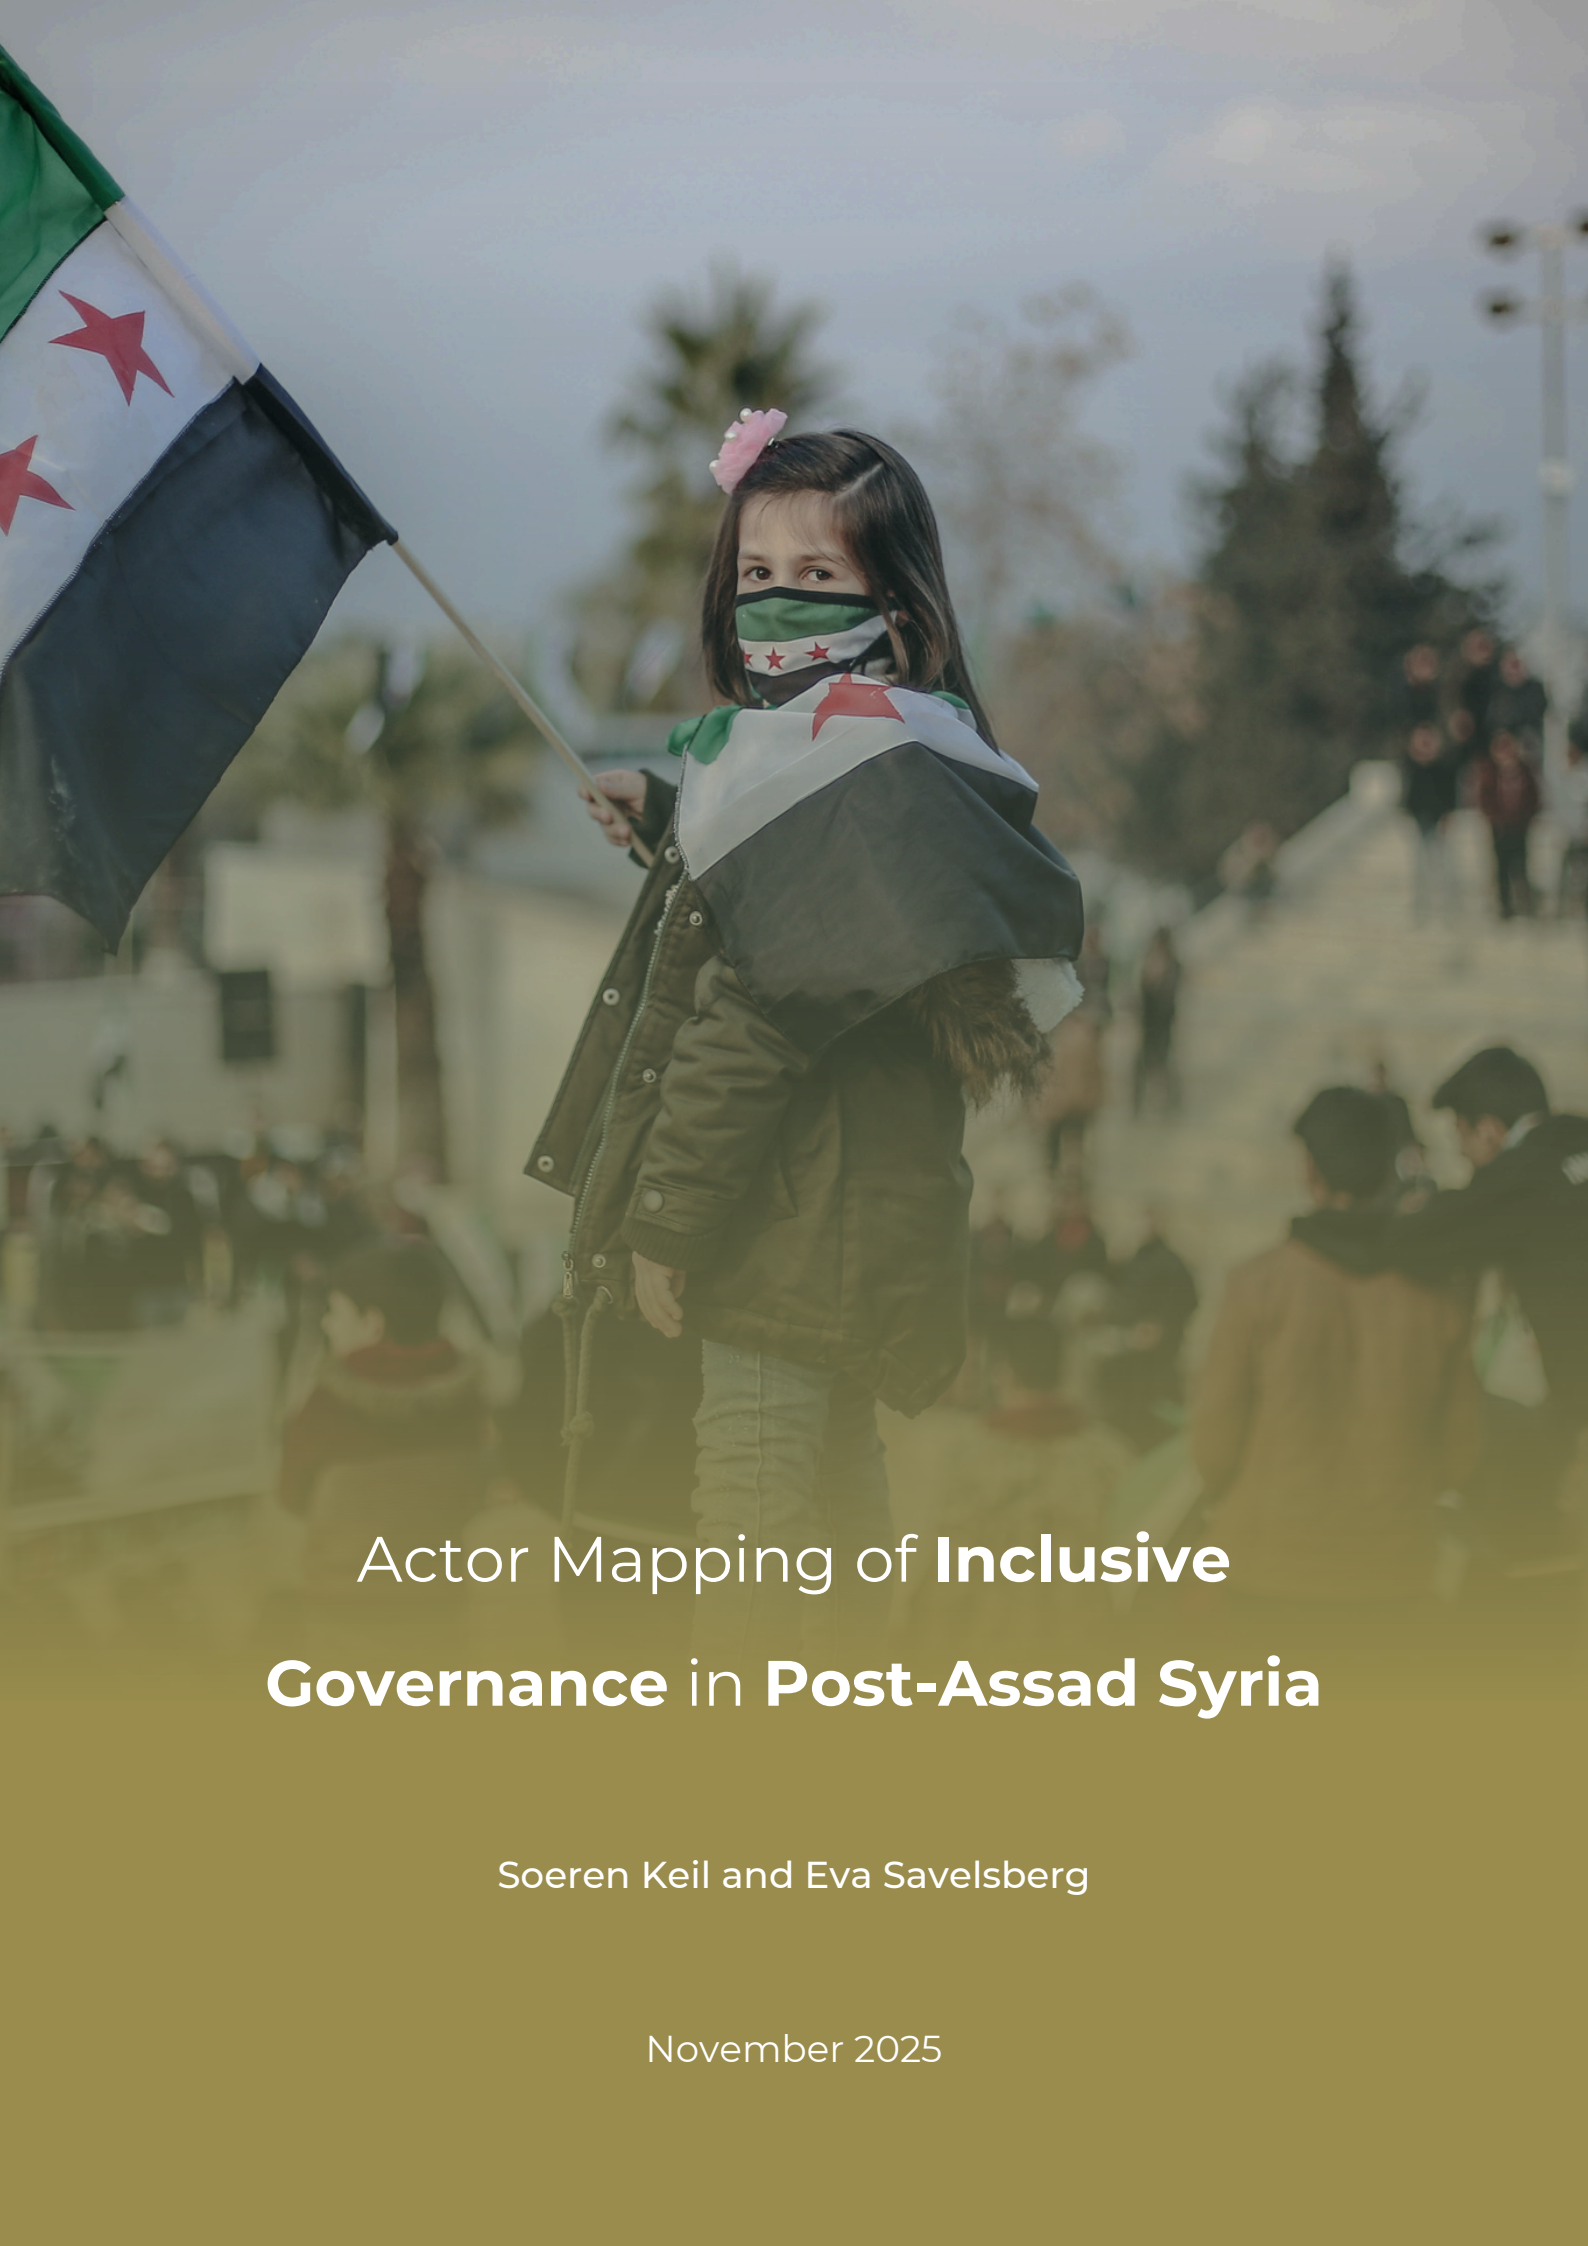 Actor Mapping of Inclusive
Governance in Post-Assad Syria
Soeren Keil and Eva Savelsberg
November 2025